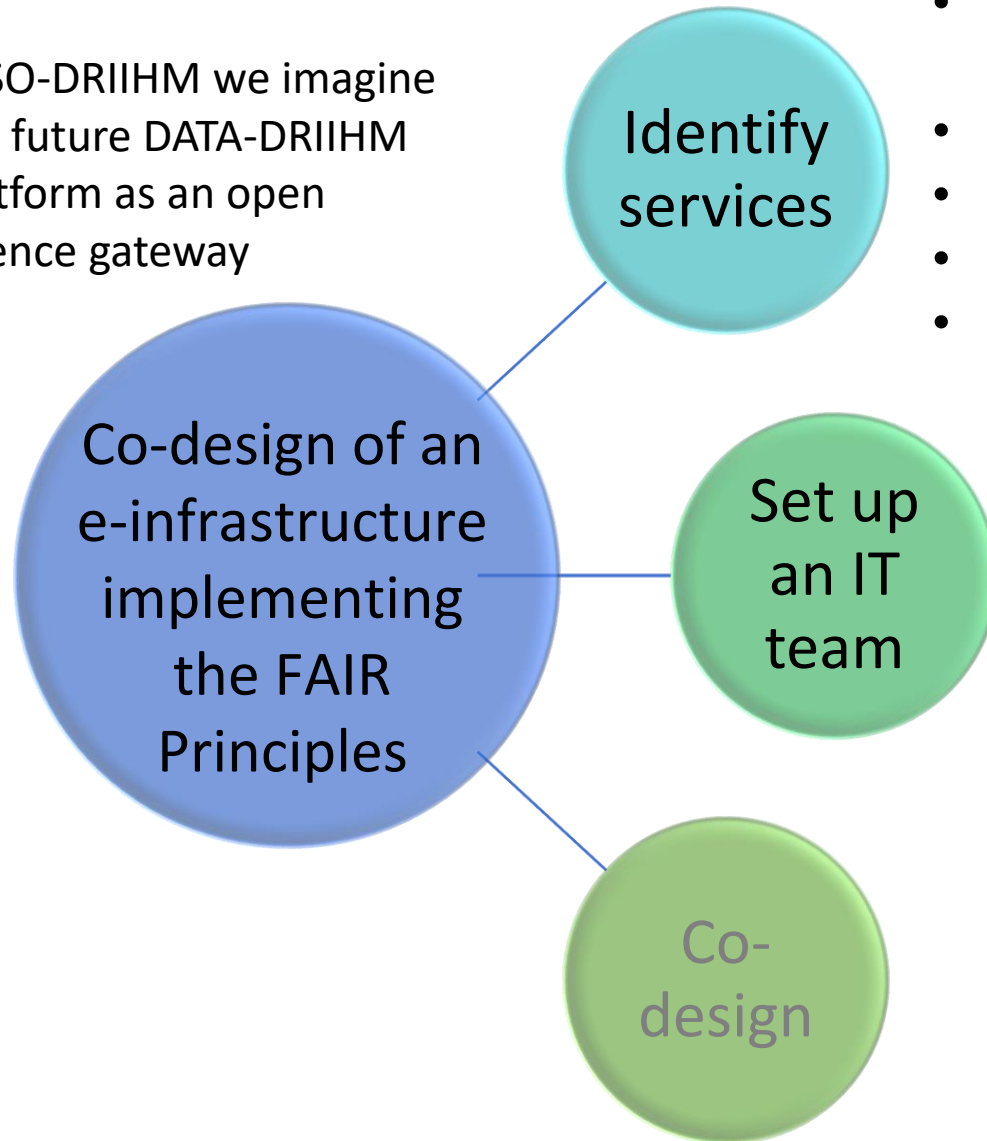 SO-DRIIHM we imagine
future DATA-DRIIHM
tform as an open
ence gateway
Identify
services
Co-design of an
e-infrastructure
implementing
the FAIR
Principles
Set up
an IT
team
Co-
design